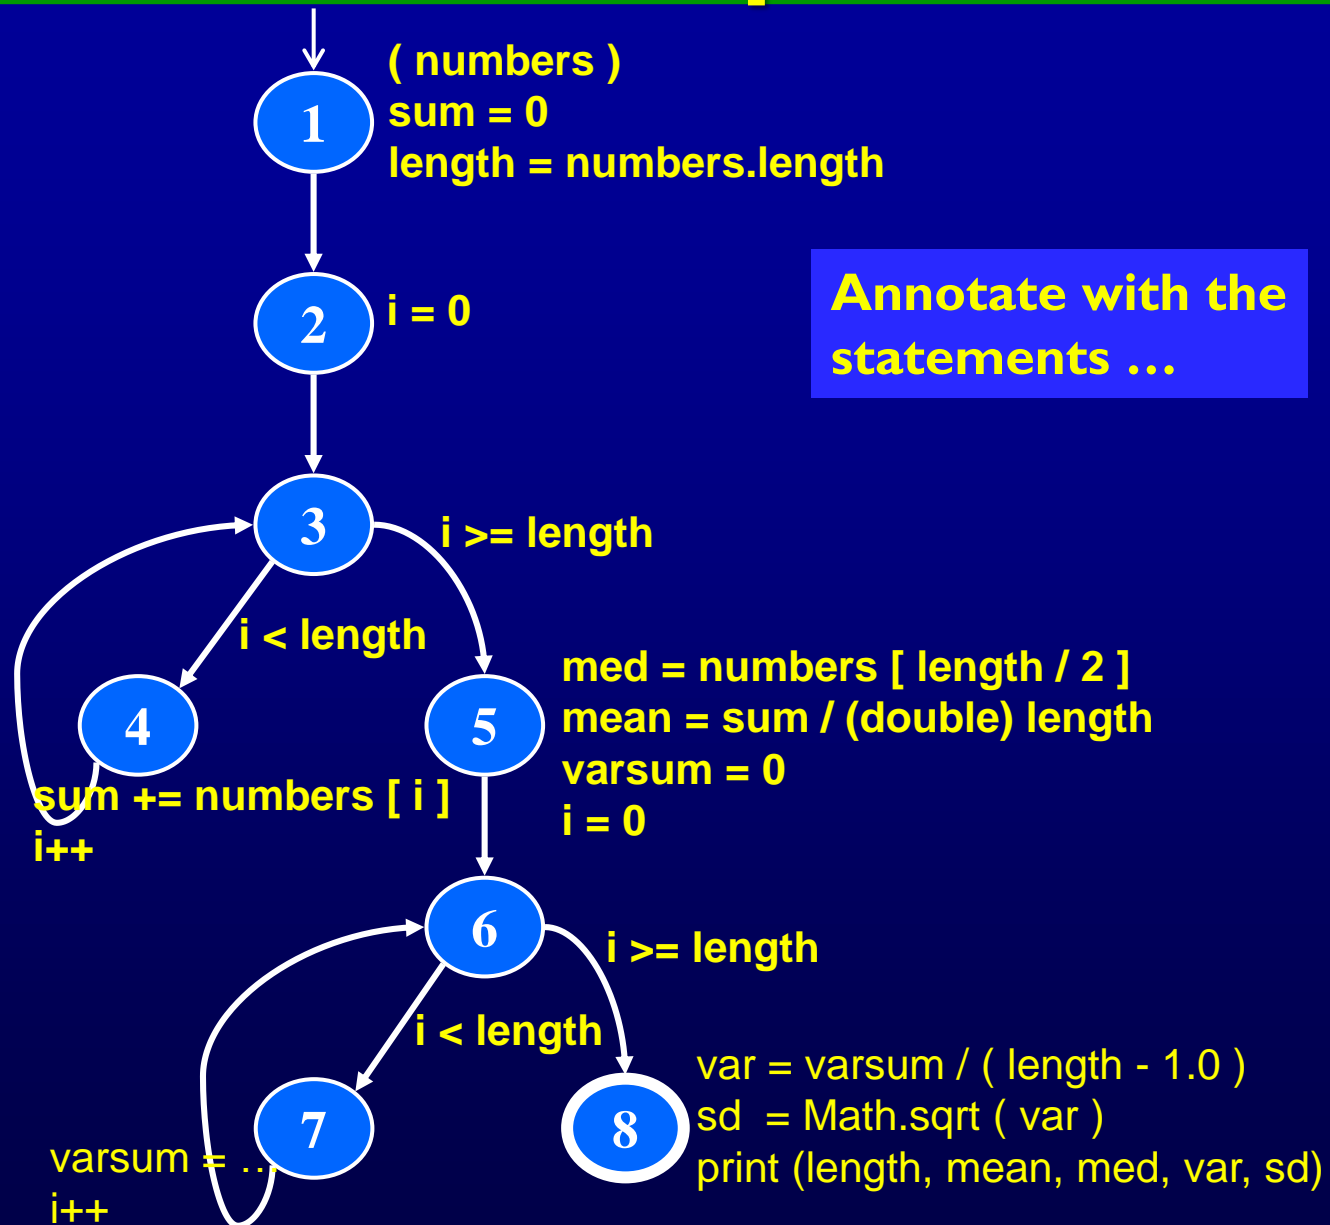 ( numbers )
sum = 0
length = numbers.length
1
i = 0
2
Annotate with the
statements …
3
i >= length
i < length
4
sum += numbers [ i ]
i++
5
med = numbers [ length / 2 ]
mean = sum / (double) length
varsum = 0
i = 0
6
i >= length
i < length
7
varsum = …
i++
8
var = varsum / ( length - 1.0 )
sd  = Math.sqrt ( var )
print (length, mean, med, var, sd)